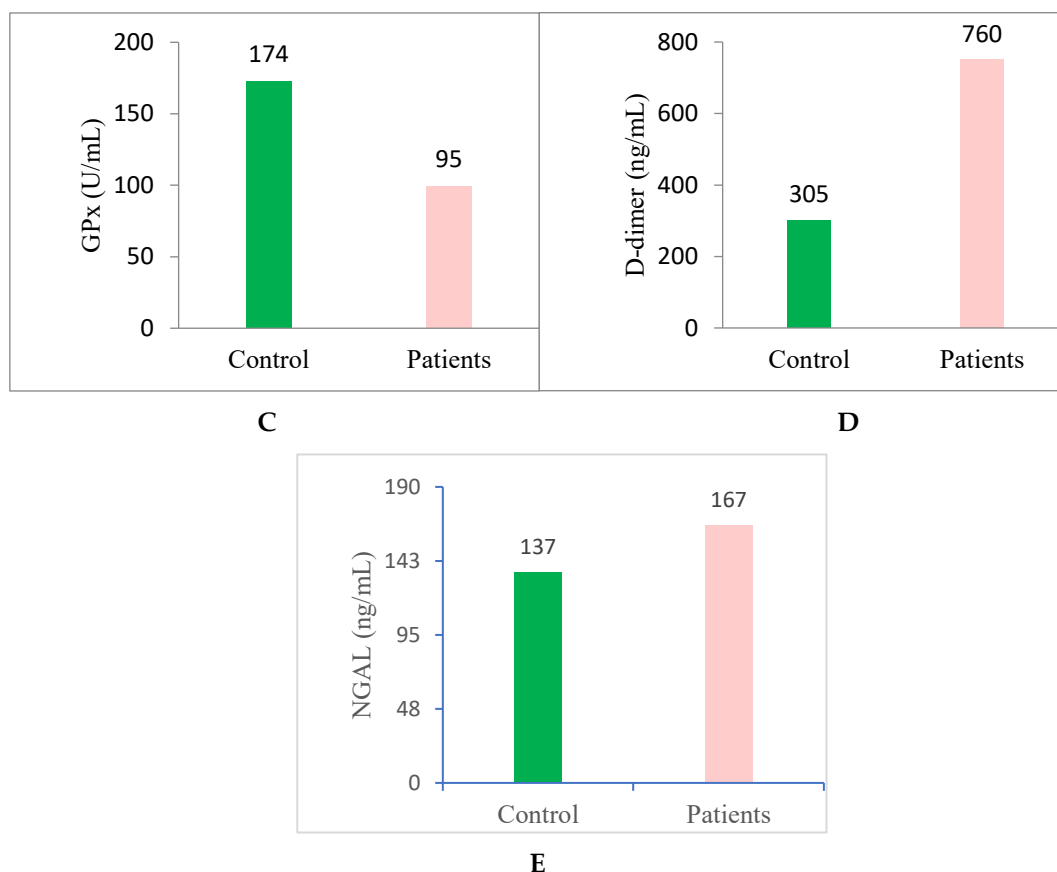 GPx (U/mL)
200
150
100
50
0
174
95
Control
Patients
C
D-dimer (ng/mL)
800
600
400
200
0
305
760
Control
Patients
D
NGAL (ng/mL)
190
143
95
48
0
137
167
Control
Patients
E